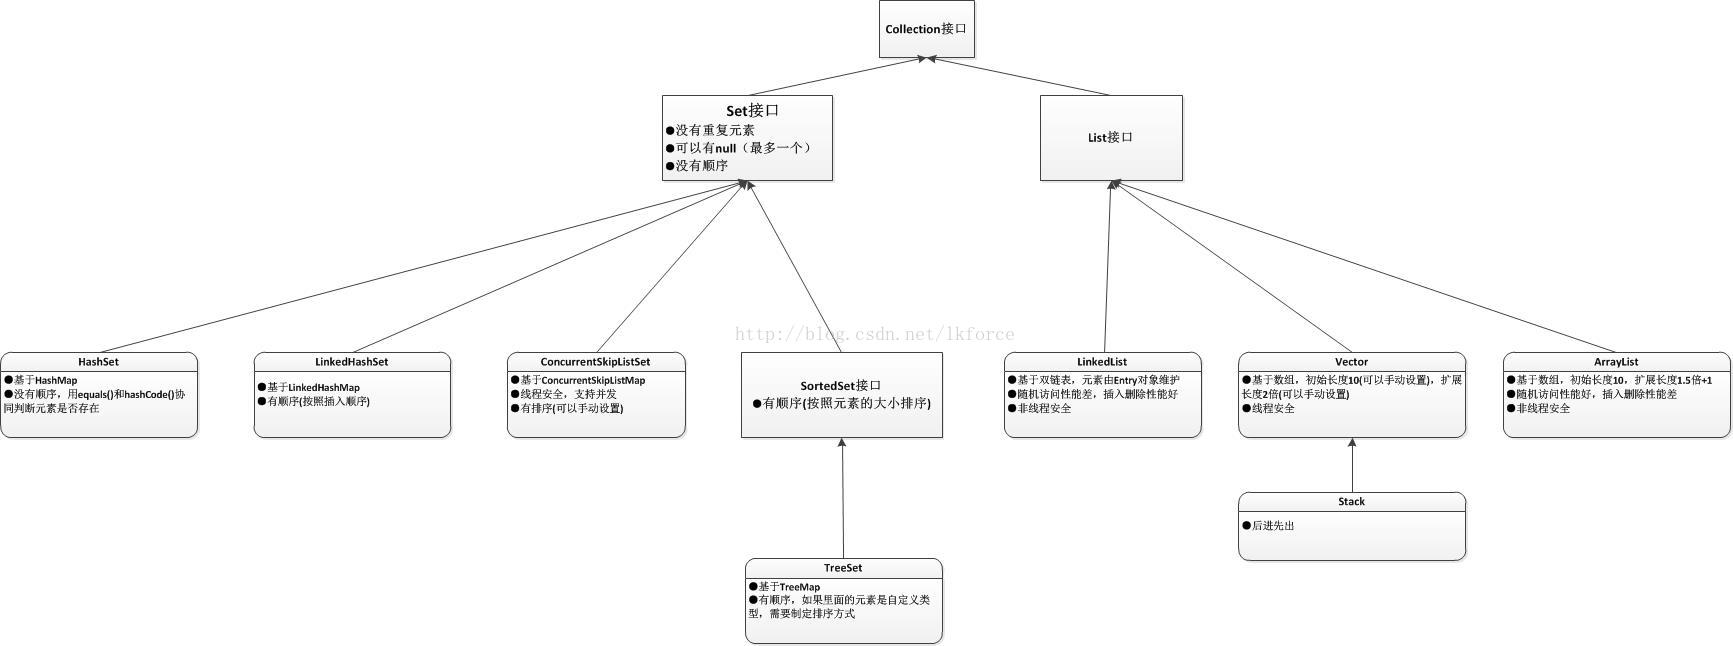 Collection接口
Set接口
●没有重复元素
●可以有null（最多一个）
●没有顺序
List接口
http://blog.csdn.net/lkforce
HashSet
●基于HashMap
●没有顺序，用equals()和hashCode()协
同判断元素是否存在
LinkedHashSet
●基于LinkedHashMap
●有顺序(按照插入顺序)
ConcurrentSkipListSet
●基于ConcurrentSkipListMap
●线程安全，支持并发
●有排序(可以手动设置)
SortedSet接口
●有顺序(按照元素的大小排序)
LinkedList
●基于双链表，元素由Entry对象维护
●随机访问性能差，插入删除性能好
●非线程安全
Vector
●基于数组，初始长度10(可以手动设置)，扩展
长度2倍(可以手动设置)
●线程安全
ArrayList
●基于数组，初始长度10，扩展长度1.5倍+1
●随机访问性能好，插入删除性能差
●非线程安全
Stack
●后进先出
TreeSet
●基于TreeMap
●有顺序，如果里面的元素是自定义类
型，需要制定排序方式